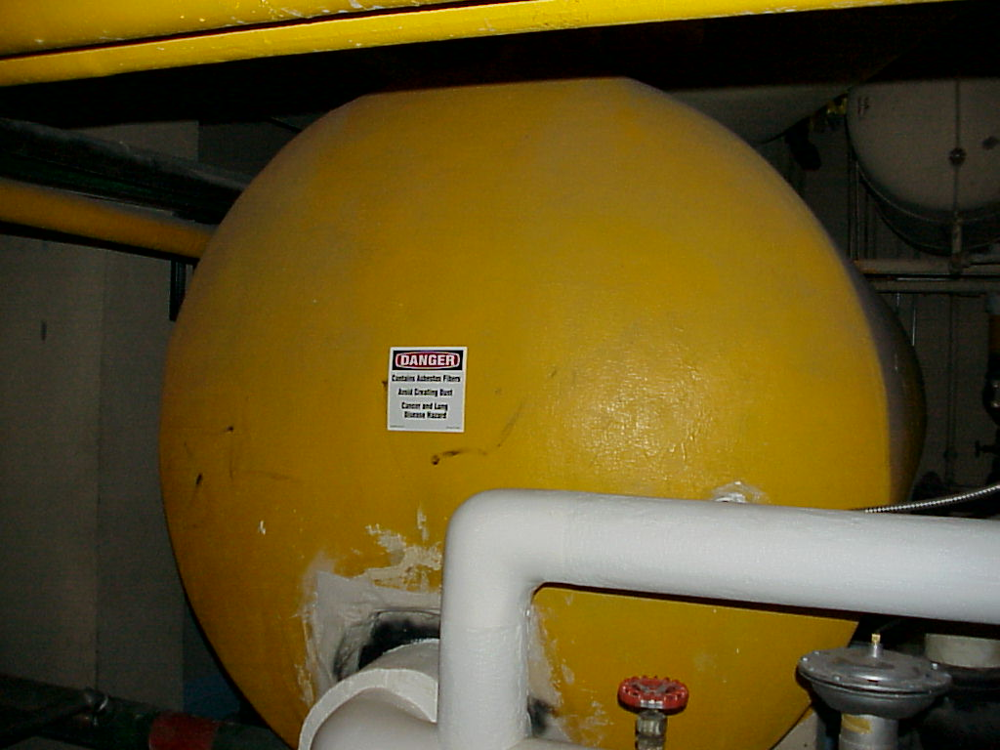 DANGER
Contains Asbestos Fibers
Avoid Creating Dust
Cancer and Lung
Disease Hazard